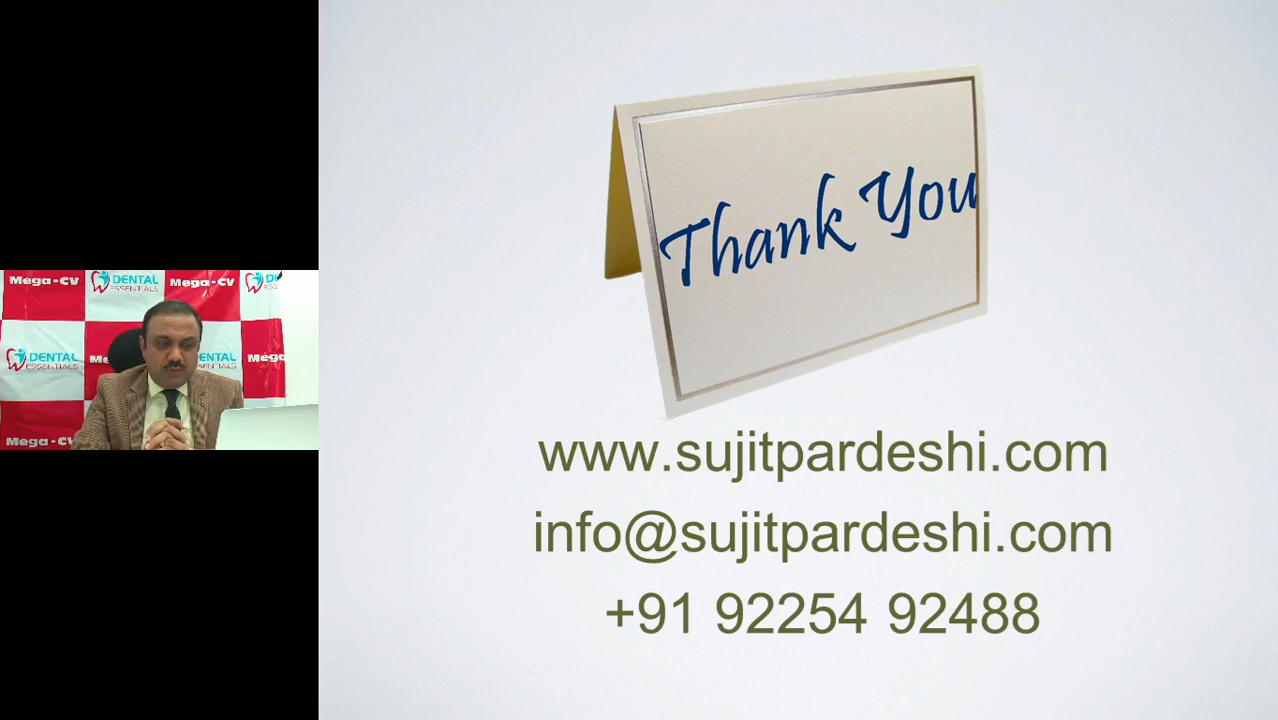 Mega-CV DENTAL ESSENTIALS Mega-CV
DENTAL ESSENTIALS DENTAL ESSENTIALS Mega
Mega-CV
Thank You
www.sujitpardeshi.com
info@sujitpardeshi.com
+91 92254 92488